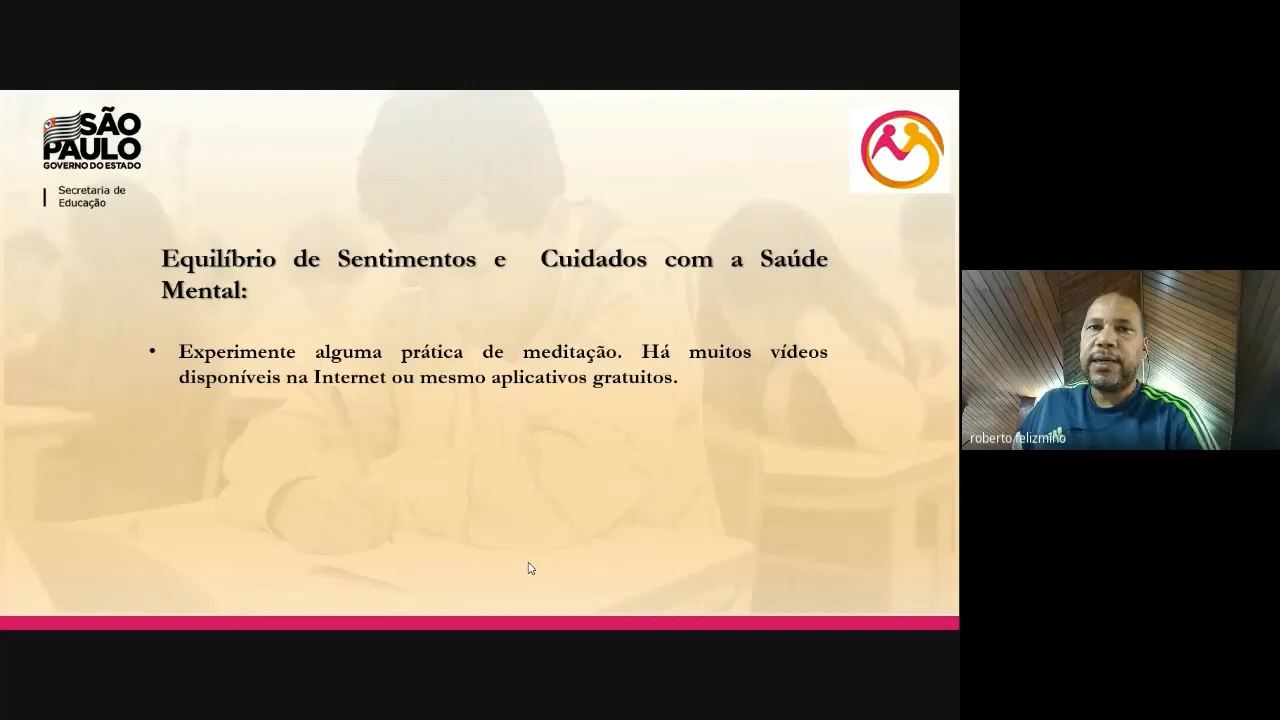 SÃO
PAULO
GOVERNO DO ESTADO
Secretaria de
Educação
Equilíbrio de Sentimentos e Cuidados com a Saúde
Mental:
• Experimente alguma prática de meditação. Há muitos vídeos
disponíveis na Internet ou mesmo aplicativos gratuitos.
roberto felizmino